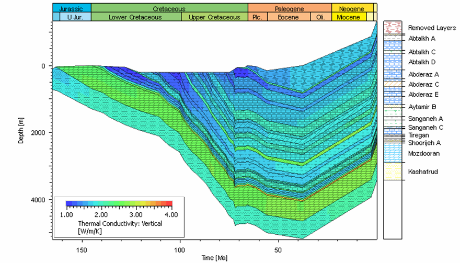 Jurassic Cretaceous Paleogene Neogene
U Jur. Lower Cretaceous Upper Cretaceous Plc. Eocene Oli. Miocene
0
2000
4000
Depth [m]
150 100 50
Time [Ma]
1.00 2.00 3.00 4.00
Thermal Conductivity: Vertical
[W/m/K]
Removed Layers
Abtalkh A
Abtalkh C
Abtalkh D
Abderaz A
Abderaz C
Abderaz E
Aytamir B
Sanganeh A
Sanganeh C
Tiregan
Shoorijeh A
Mozdooran
Kashafrud